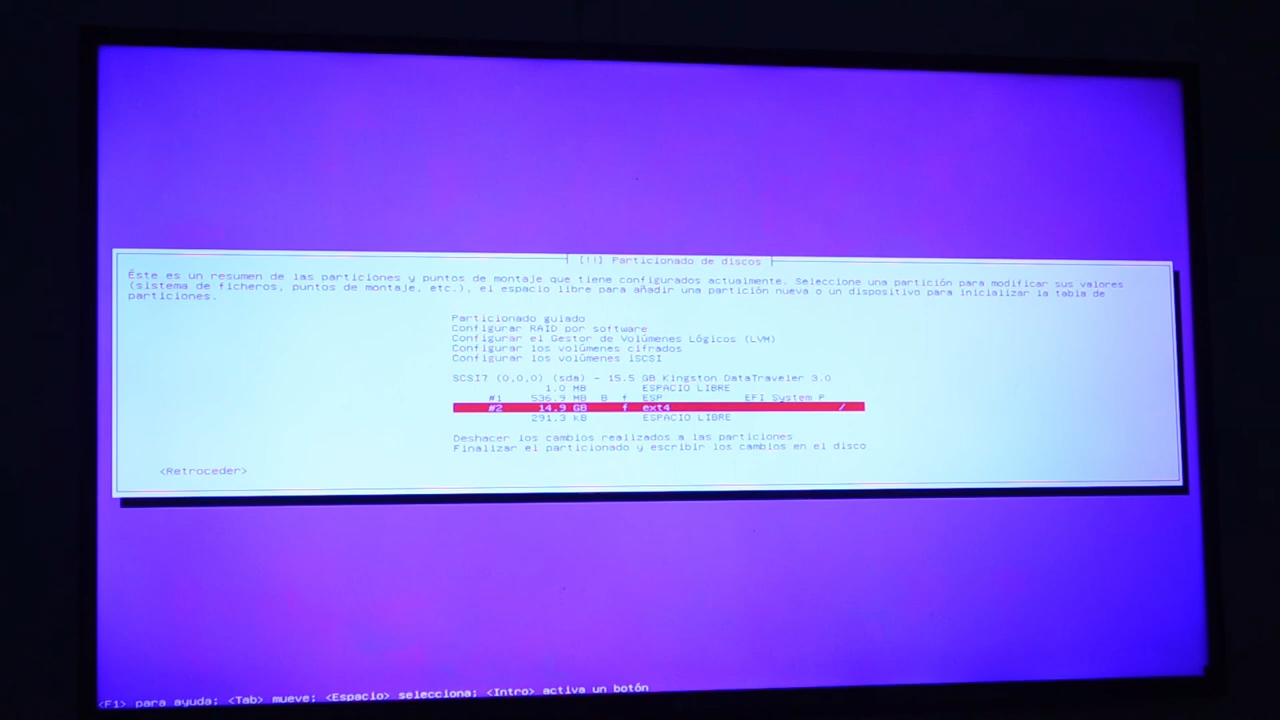 [!!] Particionado de discos
Éste es un resumen de las particiones y puntos de montaje que tiene configurados actualmente. Seleccione una partición para modificar sus valores
(sistema de ficheros, puntos de montaje, etc.), el espacio libre para añadir una partición nueva o un dispositivo para inicializar la tabla de
particiones.
Particionado guiado
Configurar RAID por software
Configurar el Gestor de Volúmenes Lógicos (LVM)
Configurar los volúmenes cifrados
Configurar los volúmenes iSCSI
SCSI7 (0,0,0) (sda) - 15.5 GB Kingston DataTraveler 3.0
1.0 MB ESPACIO LIBRE
#1 536.9 MB B f ESP EFI System P
#2 14.9 GB f ext4 /
291.3 kB ESPACIO LIBRE
Deshacer los cambios realizados a las particiones
Finalizar el particionado y escribir los cambios en el disco
<Retroceder>
<F1> para ayuda; <Tab> mueve; <Espacio> selecciona; <Intro> activa un botón